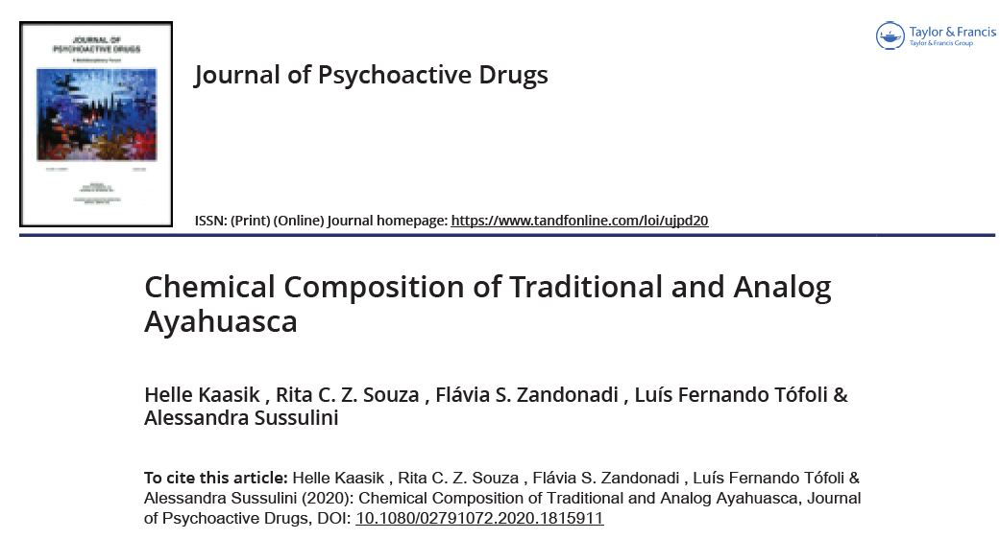 JOURNAL OF
PSYCHOACTIVE DRUGS
A Multidisciplinary Forum
Taylor & Francis
Taylor & Francis Group
Journal of Psychoactive Drugs
ISSN: (Print) (Online) Journal homepage: https://www.tandfonline.com/loi/ujpd20
Chemical Composition of Traditional and Analog
Ayahuasca
Helle Kaasik , Rita C. Z. Souza , Flávia S. Zandonadi , Luís Fernando Tófoli &
Alessandra Sussulini
To cite this article: Helle Kaasik , Rita C. Z. Souza , Flávia S. Zandonadi , Luís Fernando Tófoli &
Alessandra Sussulini (2020): Chemical Composition of Traditional and Analog Ayahuasca, Journal
of Psychoactive Drugs, DOI: 10.1080/02791072.2020.1815911